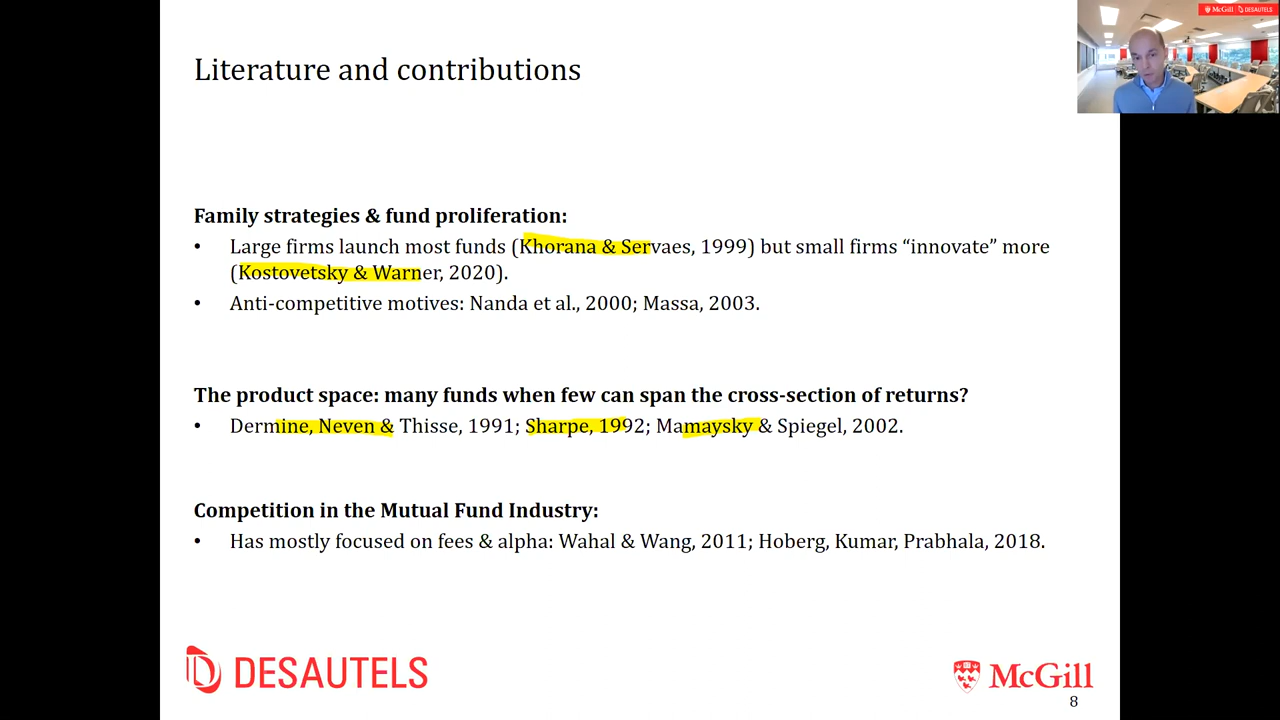 McGill DESAUTELS
Literature and contributions
Family strategies & fund proliferation:
• Large firms launch most funds (Khorana & Servaes, 1999) but small firms “innovate” more
(Kostovetsky & Warner, 2020).
• Anti-competitive motives: Nanda et al., 2000; Massa, 2003.
The product space: many funds when few can span the cross-section of returns?
• Dermine, Neven & Thisse, 1991; Sharpe, 1992; Mamaysky & Spiegel, 2002.
Competition in the Mutual Fund Industry:
• Has mostly focused on fees & alpha: Wahal & Wang, 2011; Hoberg, Kumar, Prabhala, 2018.
DESAUTELS
McGill
8